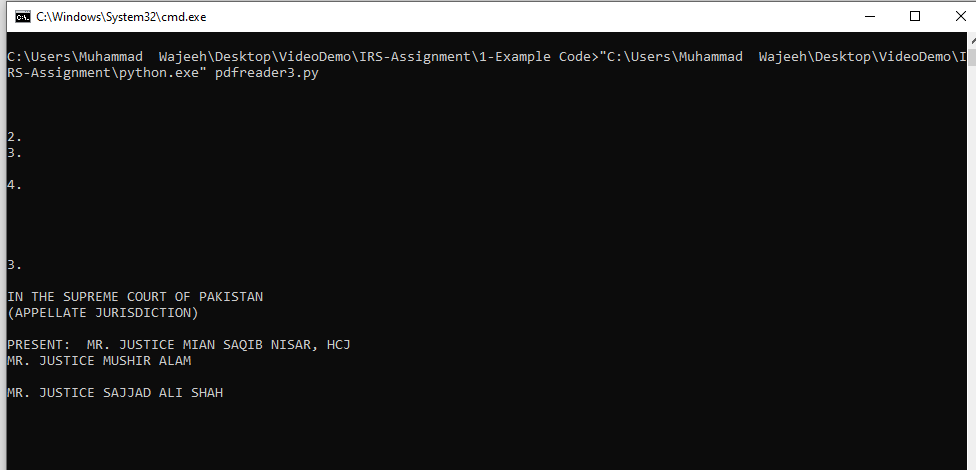 C:\Windows\System32\cmd.exe
C:\Users\Muhammad  Wajeeh\Desktop\VideoDemo\IRS-Assignment\1-Example Code>"C:\Users\Muhammad  Wajeeh\Desktop\VideoDemo\I
RS-Assignment\python.exe" pdfreader3.py
2.
3.
4.
3.
IN THE SUPREME COURT OF PAKISTAN
(APPELLATE JURISDICTION)
PRESENT:  MR. JUSTICE MIAN SAQIB NISAR, HCJ
MR. JUSTICE MUSHIR ALAM
MR. JUSTICE SAJJAD ALI SHAH